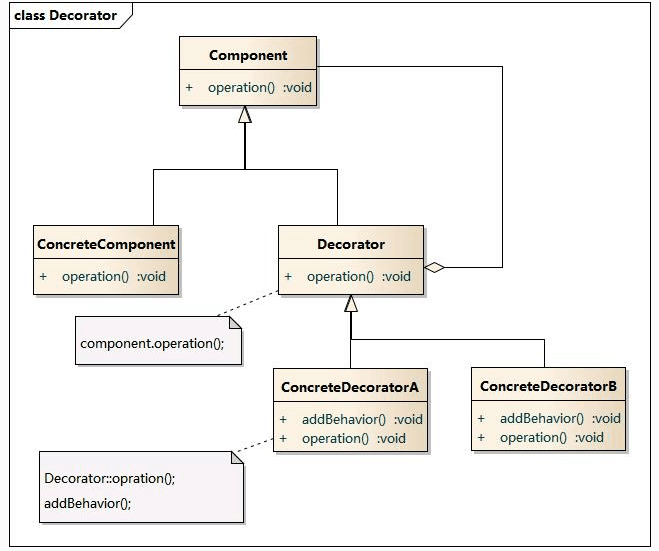 class Decorator
Component
+ operation() :void
ConcreteComponent
+ operation() :void
Decorator
+ operation() :void
component.operation();
ConcreteDecoratorA
+ addBehavior() :void
+ operation() :void
ConcreteDecoratorB
+ addBehavior() :void
+ operation() :void
Decorator::opration();
addBehavior();